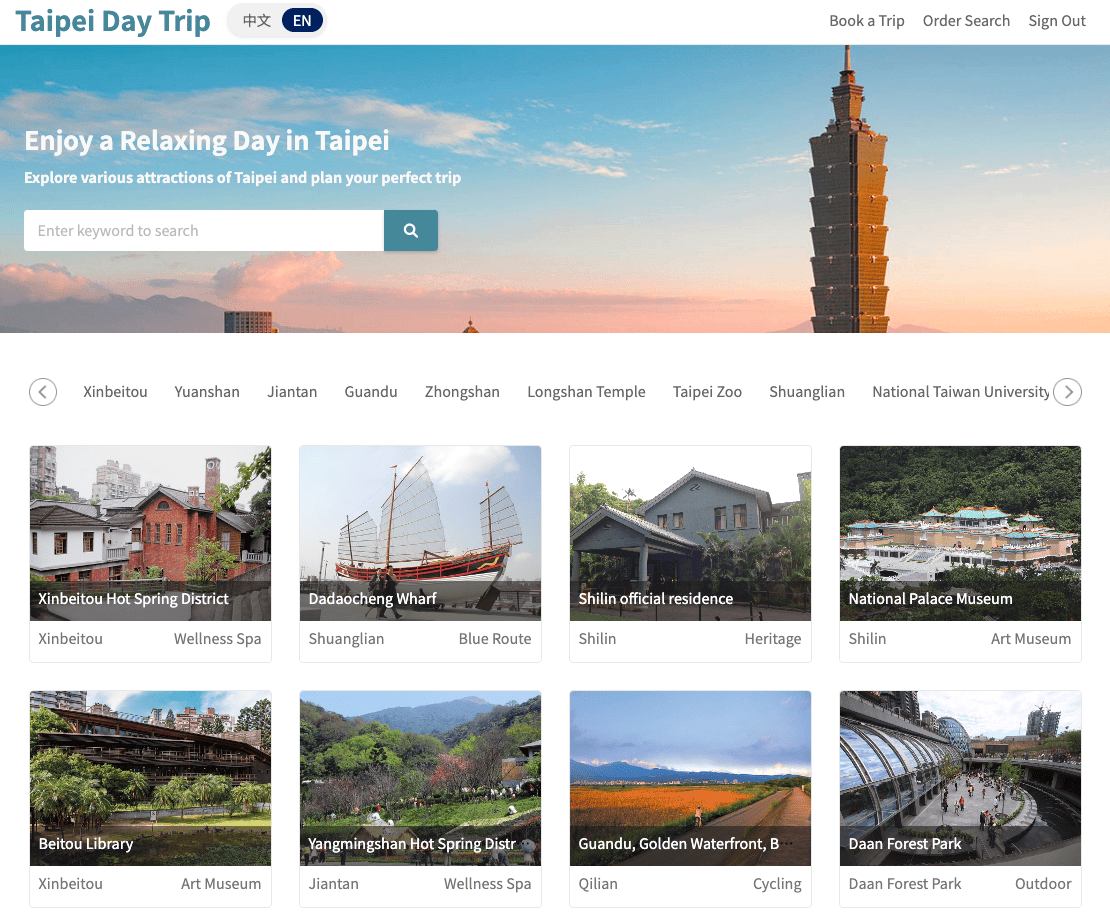 Taipei Day Trip 中文 EN Book a Trip Order Search Sign Out
Enjoy a Relaxing Day in Taipei
Explore various attractions of Taipei and plan your perfect trip
Enter keyword to search
Xinbeitou Yuanshan Jiantan Guandu Zhongshan Longshan Temple Taipei Zoo Shuanglian National Taiwan University
Xinbeitou Hot Spring District Dadaocheng Wharf Shilin official residence National Palace Museum
Xinbeitou Wellness Spa Shuanglian Blue Route Shilin Heritage Shilin Art Museum
Beitou Library Yangmingshan Hot Spring Distr Guandu, Golden Waterfront, B… Daan Forest Park
Xinbeitou Art Museum Jiantan Wellness Spa Qilian Cycling Daan Forest Park Outdoor